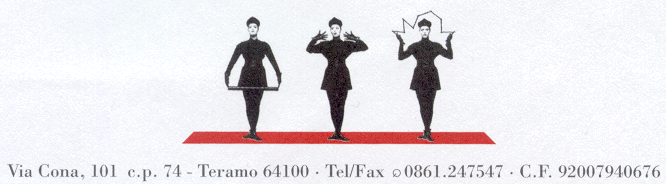 Via Cona, 101 c.p. 74 - Teramo 64100 · Tel/Fax ✆0861.247547 · C.F. 92007940676